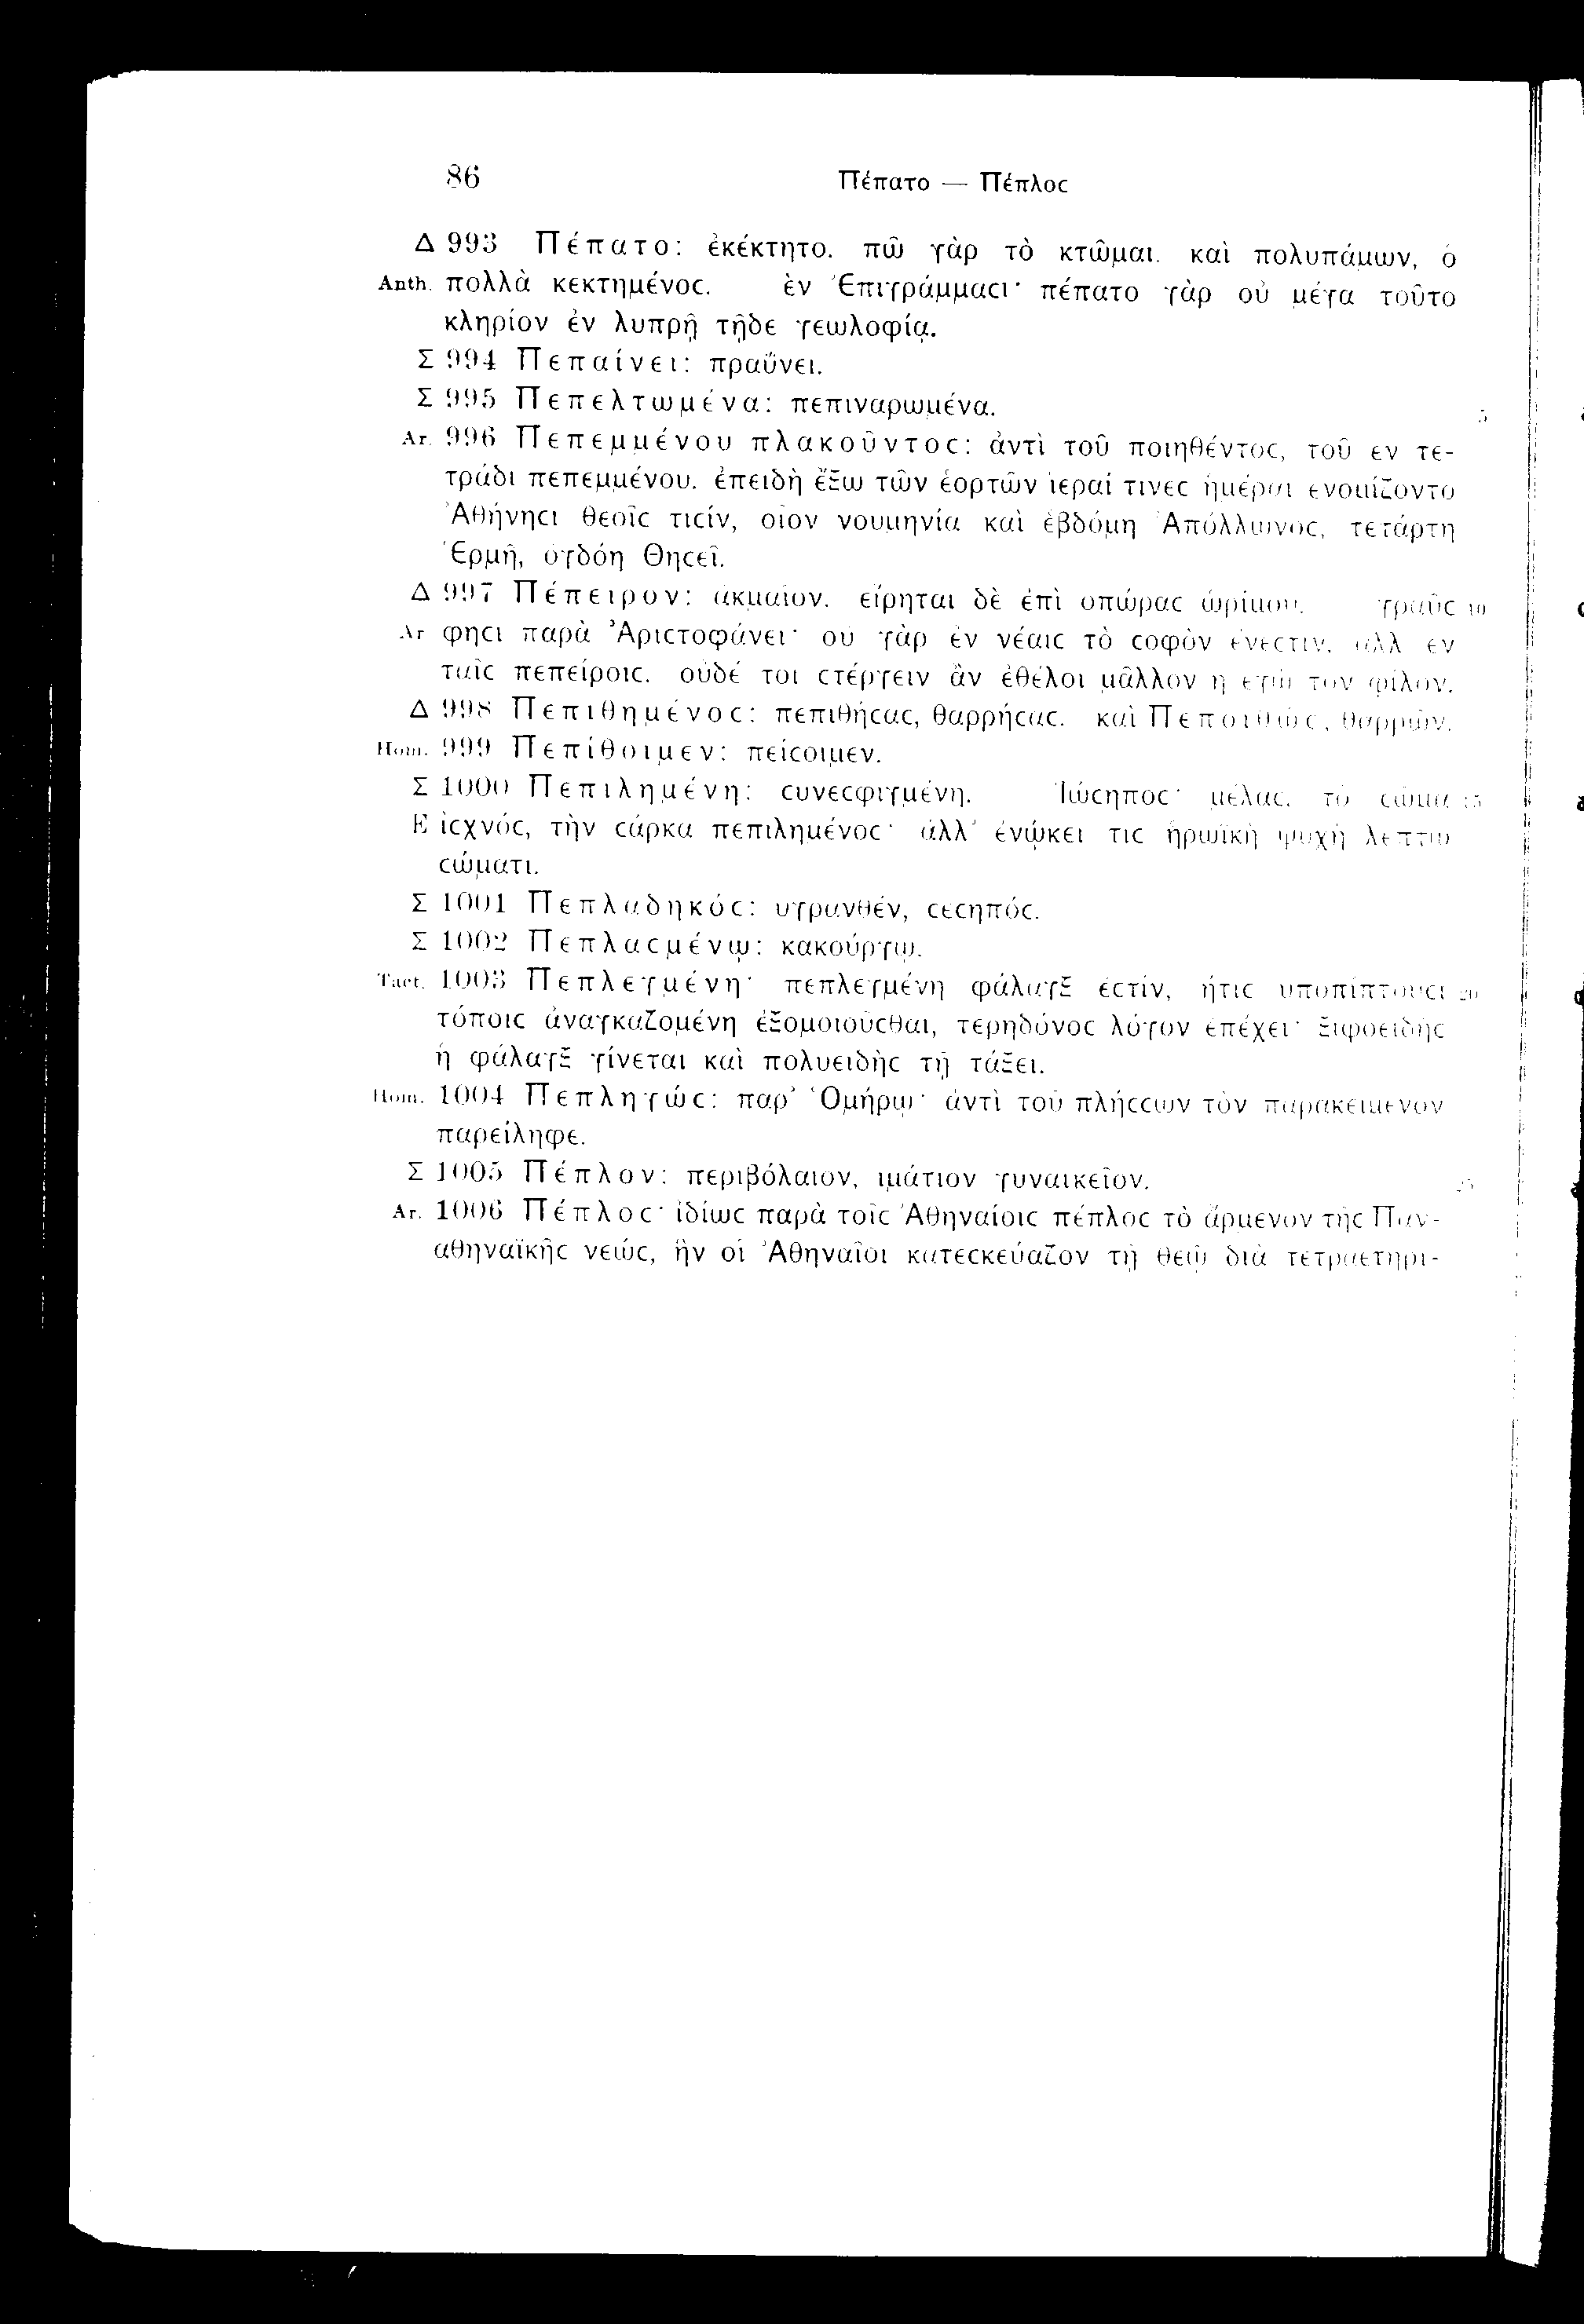 86 Πέπατο — Πέπλοϲ
Δ 993 Πέπατο: ἐκέκτητο. πῶ γὰρ τὸ κτῶμαι. καὶ πολυπάμων, ὁ
Anth. πολλὰ κεκτημένοϲ. ἐν Ἐπιγράμμαϲι· πέπατο γὰρ οὐ μέγα τοῦτο
κληρίον ἐν λυπρῇ τῇδε γεωλοφίᾳ.
Σ 994 Πεπαίνει: πραΰνει.
Σ 995 Πεπελτωμένα: πεπιναρωμένα. 5
Ar. 996 Πεπεμμένου πλακοῦντοϲ: ἀντὶ τοῦ ποιηθέντοϲ, τοῦ ἐν τε-
τράδι πεπεμμένου. ἐπειδὴ ἔξω τῶν ἑορτῶν ἱεραί τινεϲ ἡμέραι ἐνομίζοντο
Ἀθήνηϲι θεοῖϲ τιϲίν, οἷον νουμηνία καὶ ἑβδόμη Ἀπόλλωνοϲ, τετάρτη
Ἑρμῇ, ὀγδόη Θηϲεῖ.
Δ 997 Πέπειρον: ἀκμαῖον. εἴρηται δὲ ἐπὶ ὀπώραϲ ὡρίμου. γραῦϲ 10
Ar φηϲι παρὰ Ἀριϲτοφάνει· οὐ γὰρ ἐν νέαιϲ τὸ ϲοφὸν ἔνεϲτιν, ἀλλ ἐν
ταῖϲ πεπείροιϲ. οὐδέ τοι ϲτέργειν ἂν ἐθέλοι μᾶλλον ἢ ἐγὼ τὸν φίλον.
Δ 998 Πεπιθημένοϲ: πεπιθήϲαϲ, θαρρήϲαϲ. καὶ Πεποιθώϲ, θαρρῶν.
Hom. 999 Πεπίθοιμεν: πείϲοιμεν.
Σ 1000 Πεπιλημένη: ϲυνεϲφιγμένη. Ἰώϲηποϲ· μέλαϲ, τὸ ϲῶμα 15
E ἰϲχνόϲ, τὴν ϲάρκα πεπιλημένοϲ· ἀλλ' ἐνῴκει τιϲ ἡρωϊκὴ ψυχὴ λεπτῷ
ϲώματι.
Σ 1001 Πεπλαδηκόϲ: ὑγρανθέν, ϲεϲηπόϲ.
Σ 1002 Πεπλαϲμένῳ: κακούργῳ.
Tact. 1003 Πεπλεγμένη· πεπλεγμένη φάλαγξ ἐϲτίν, ἥτιϲ ὑποπίπτουϲι 20
τόποιϲ ἀναγκαζομένη ἐξομοιοῦϲθαι, τερηδόνοϲ λόγον ἐπέχει· ξιφοειδὴϲ
ἡ φάλαγξ γίνεται καὶ πολυειδὴϲ τῇ τάξει.
Hom. 1004 Πεπληγώϲ: παρ' Ὁμήρῳ· ἀντὶ τοῦ πλήϲϲων τὸν παρακείμενον
παρείληφε.
Σ 1005 Πέπλον: περιβόλαιον, ἱμάτιον γυναικεῖον. 25
Ar. 1006 Πέπλοϲ· ἰδίωϲ παρὰ τοῖϲ Ἀθηναίοιϲ πέπλοϲ τὸ ἄρμενον τῆϲ Παν-
αθηναϊκῆϲ νεώϲ, ἣν οἱ Ἀθηναῖοι κατεϲκεύαζον τῇ θεῷ διὰ τετραετηρι-